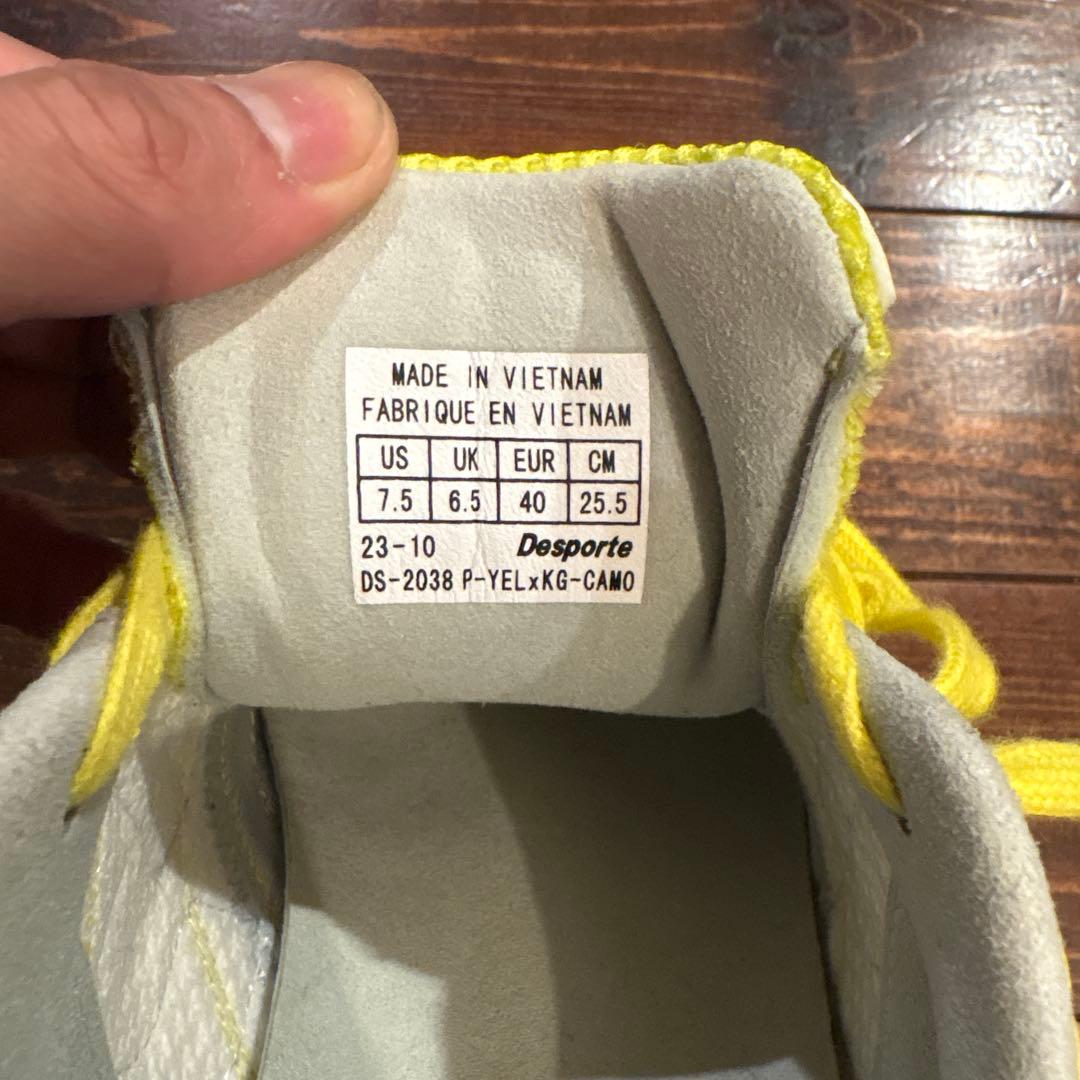 MADE IN VIETNAM
FABRIQUE EN VIETNAM
US UK EUR CM
7.5 6.5 40 25.5
23-10 Desporte
DS-2038 P-YELxKG-CAMO